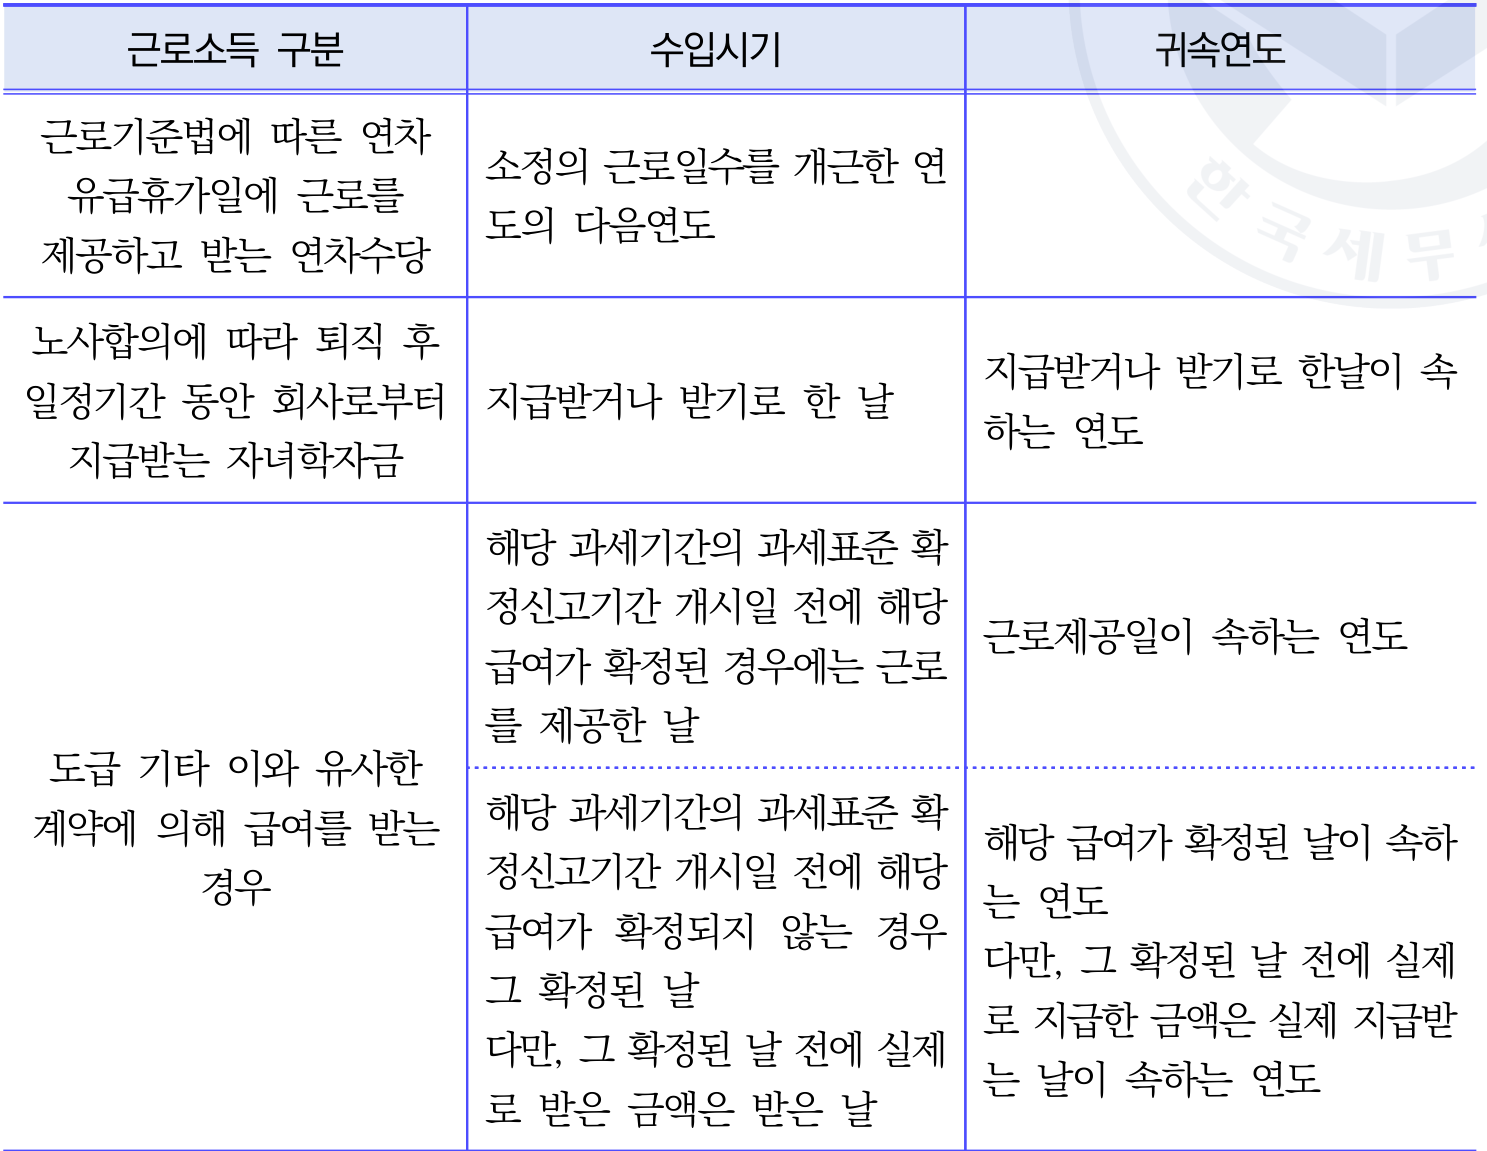 근로소득 구분
수입시기
귀속연도
근로기준법에 따른 연차
유급휴가일에 근로를
제공하고 받는 연차수당
소정의 근로일수를 개근한 연
도의 다음연도
노사합의에 따라 퇴직 후
일정기간 동안 회사로부터
지급받는 자녀학자금
지급받거나 받기로 한 날
지급받거나 받기로 한날이 속
하는 연도
도급 기타 이와 유사한
계약에 의해 급여를 받는
경우
해당 과세기간의 과세표준 확
정신고기간 개시일 전에 해당
급여가 확정된 경우에는 근로
를 제공한 날
근로제공일이 속하는 연도
해당 과세기간의 과세표준 확
정신고기간 개시일 전에 해당
급여가 확정되지 않는 경우
그 확정된 날
다만, 그 확정된 날 전에 실제
로 받은 금액은 받은 날
해당 급여가 확정된 날이 속하
는 연도
다만, 그 확정된 날 전에 실제
로 지급한 금액은 실제 지급받
는 날이 속하는 연도
한국세무